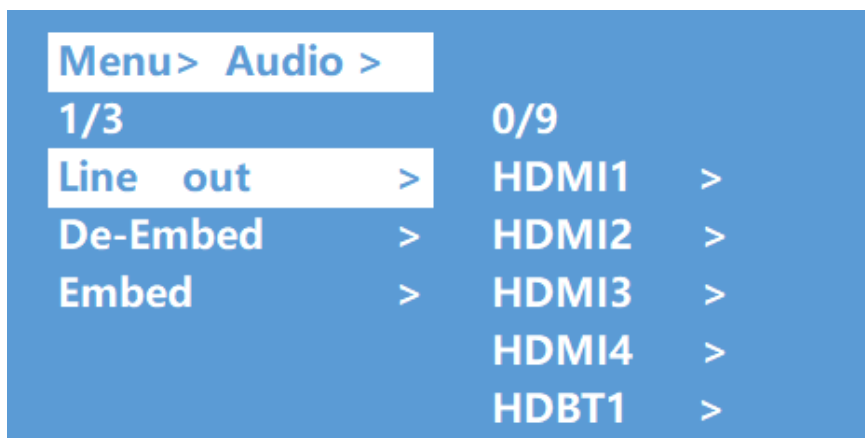 Menu> Audio >
1/3 0/9
Line out > HDMI1 >
De-Embed > HDMI2 >
Embed > HDMI3 >
HDMI4 >
HDBT1 >